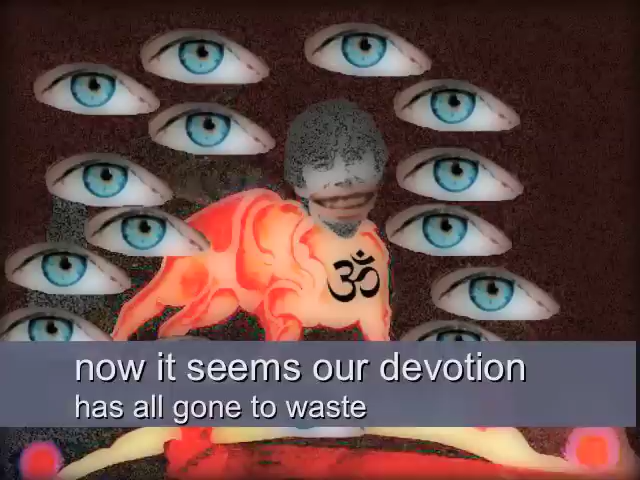 ॐ
now it seems our devotion
has all gone to waste